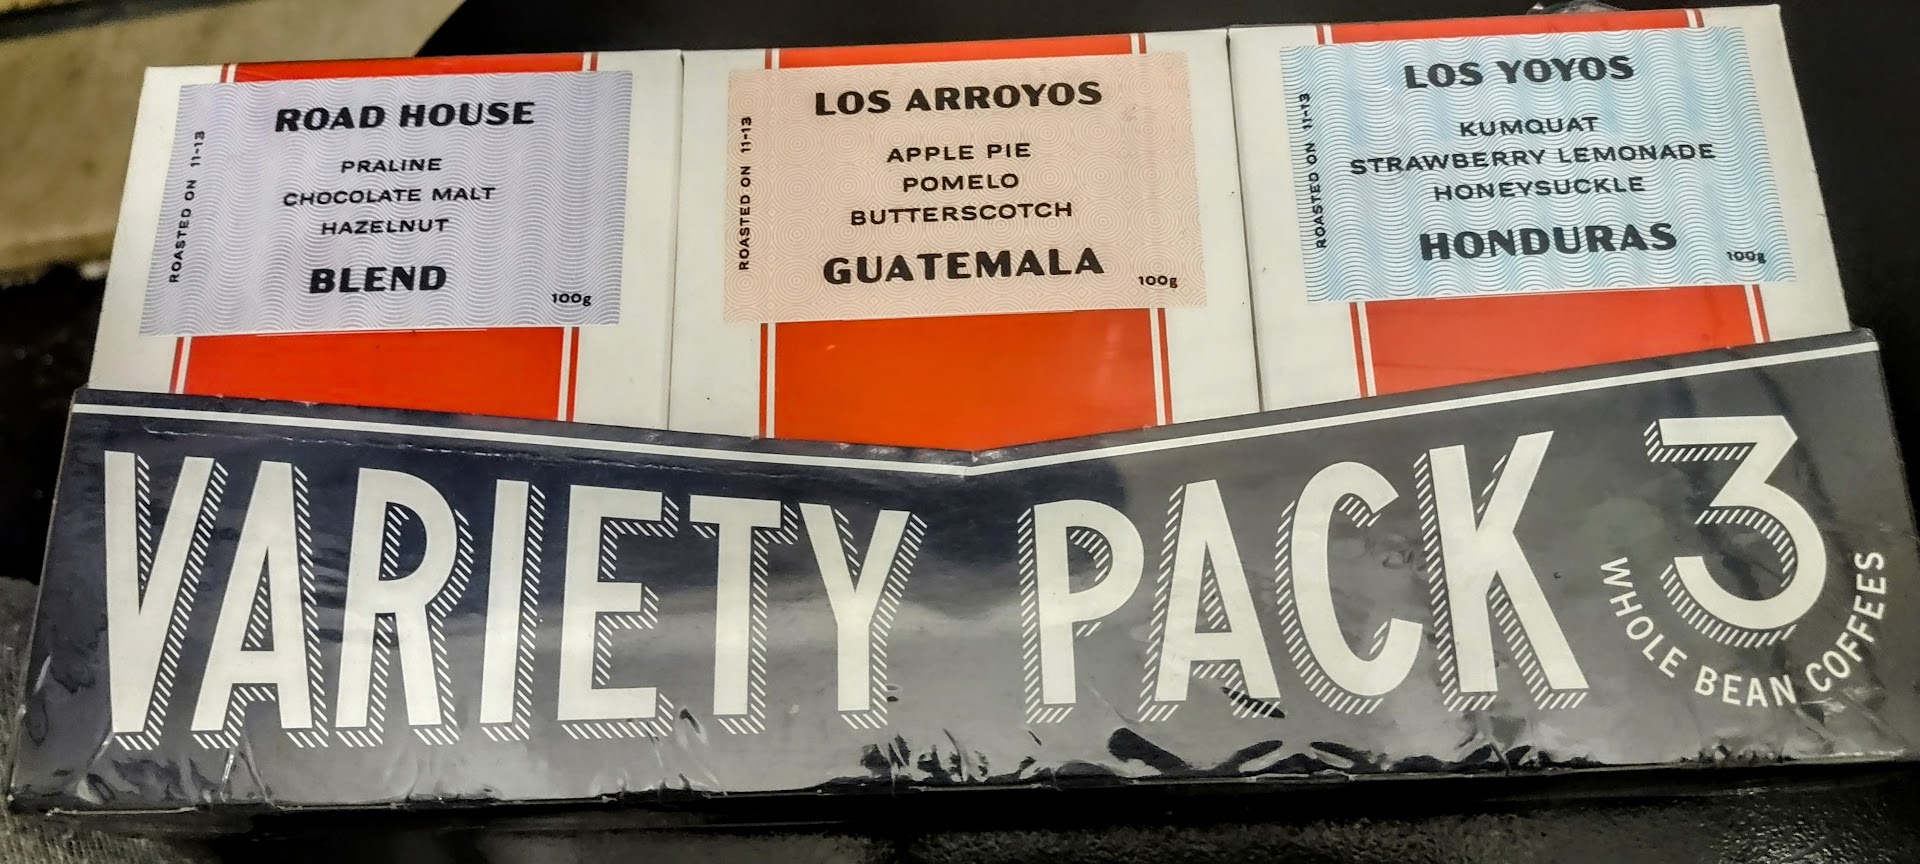 ROASTED ON 11-13
ROAD HOUSE
PRALINE
CHOCOLATE MALT
HAZELNUT
BLEND
100g
ROASTED ON 11-13
LOS ARROYOS
APPLE PIE
POMELO
BUTTERSCOTCH
GUATEMALA
100g
ROASTED ON 11-13
LOS YOYOS
KUMQUAT
STRAWBERRY LEMONADE
HONEYSUCKLE
HONDURAS
100g
VARIETY PACK 3
WHOLE BEAN COFFEES